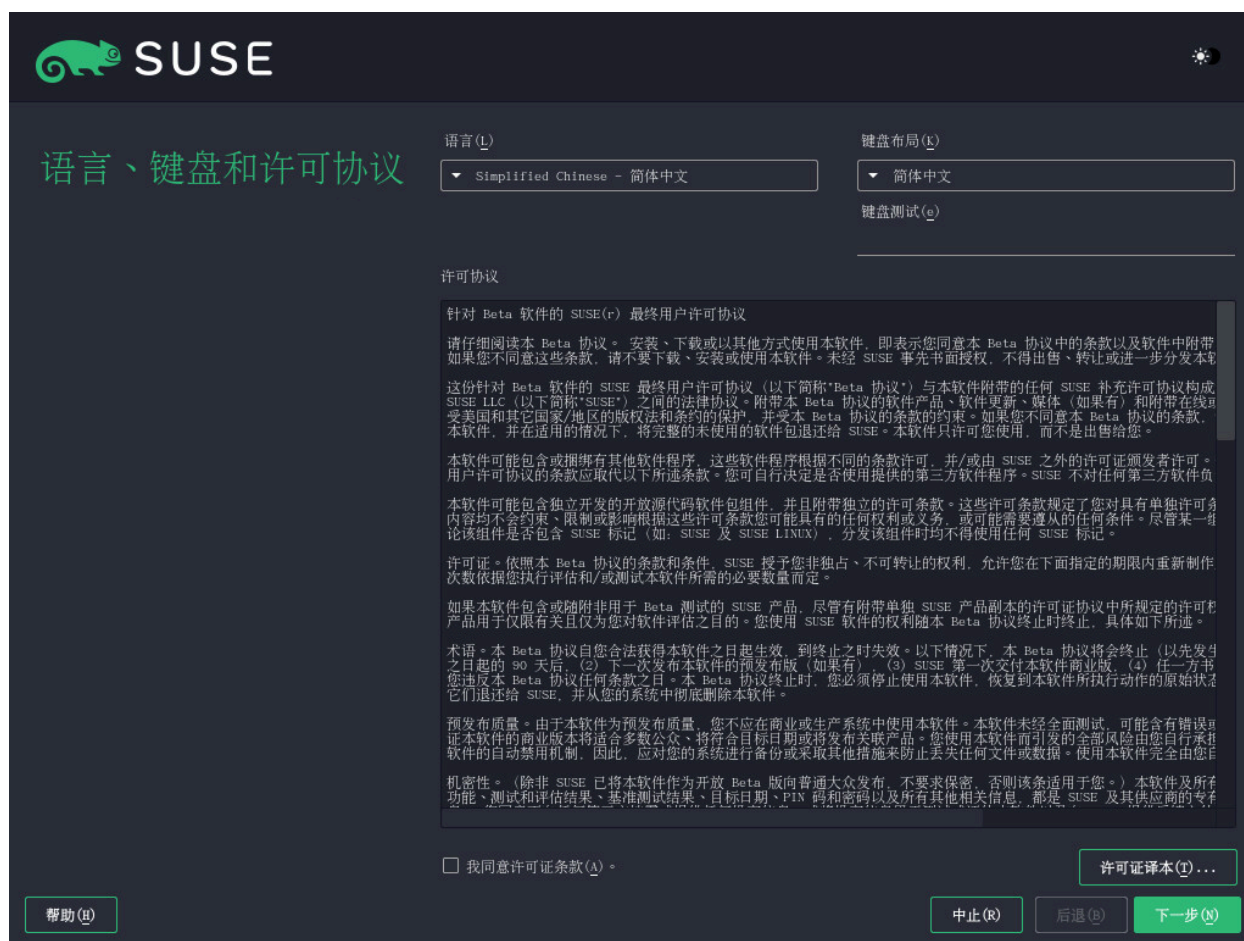 SUSE
语言、键盘和许可协议
语言(L)
Simplified Chinese - 简体中文
键盘布局(K)
简体中文
键盘测试(e)
许可协议
针对 Beta 软件的 SUSE(r) 最终用户许可协议
请仔细阅读本 Beta 协议。 安装、下载或以其他方式使用本软件，即表示您同意本 Beta 协议中的条款以及软件中附带
如果您不同意这些条款，请不要下载、安装或使用本软件。未经 SUSE 事先书面授权，不得出售、转让或进一步分发本软
这份针对 Beta 软件的 SUSE 最终用户许可协议（以下简称"Beta 协议"）与本软件附带的任何 SUSE 补充许可协议构成
SUSE LLC（以下简称"SUSE"）之间的法律协议。附带本 Beta 协议的软件产品、软件更新、媒体（如果有）和附带在线或
受美国和其它国家/地区的版权法和条约的保护，并受本 Beta 协议的条款的约束。如果您不同意本 Beta 协议的条款，
本软件，并在适用的情况下，将完整的未使用的软件包退还给 SUSE。本软件只许可您使用，而不是出售给您。
本软件可能包含或捆绑有其他软件程序，这些软件程序根据不同的条款许可，并/或由 SUSE 之外的许可证颁发者许可。
用户许可协议的条款应取代以下所述条款。您可自行决定是否使用提供的第三方软件程序。SUSE 不对任何第三方软件负
本软件可能包含独立开发的开放源代码软件包组件，并且附带独立的许可条款。这些许可条款规定了您对具有单独许可条
内容均不会约束、限制或影响根据这些许可条款您可能具有的任何权利或义务，或可能需要遵从的任何条件。尽管某一组
论该组件是否包含 SUSE 标记（如：SUSE 及 SUSE LINUX），分发该组件时均不得使用任何 SUSE 标记。
许可证。依照本 Beta 协议的条款和条件，SUSE 授予您非独占、不可转让的权利，允许您在下面指定的期限内重新制作
次数依据您执行评估和/或测试本软件所需的必要数量而定。
如果本软件包含或随附非用于 Beta 测试的 SUSE 产品，尽管有附带单独 SUSE 产品副本的许可证协议中所规定的许可权
产品用于仅限有关且仅为您对软件评估之目的。您使用 SUSE 软件的权利随本 Beta 协议终止时终止，具体如下所述。
术语。本 Beta 协议自您合法获得本软件之日起生效，到终止之时失效。以下情况下，本 Beta 协议将会终止（以先发生
之日起的 90 天后，(2) 下一次发布本软件的预发布版（如果有），(3) SUSE 第一次交付本软件商业版，(4) 任一方书
您违反本 Beta 协议任何条款之日。本 Beta 协议终止时，您必须停止使用本软件，恢复到本软件所执行动作的原始状态
它们退还给 SUSE，并从您的系统中彻底删除本软件。
预发布质量。由于本软件为预发布质量，您不应在商业或生产系统中使用本软件。本软件未经全面测试，可能含有错误或
证本软件的商业版本将适合多数公众、将符合目标日期或将发布关联产品。您使用本软件而引发的全部风险由您自行承担
软件的自动禁用机制，因此，应对您的系统进行备份或采取其他措施来防止丢失任何文件或数据。使用本软件完全由您自
机密性。（除非 SUSE 已将本软件作为开放 Beta 版向普通大众发布，不要求保密，否则该条适用于您。）本软件及所有
功能、测试和评估结果、基准测试结果、目标日期、PIN 码和密码以及所有其他相关信息，都是 SUSE 及其供应商的专有
我同意许可证条款(A)。
许可证译本(T)...
帮助(H)
中止(R)
后退(B)
下一步(N)